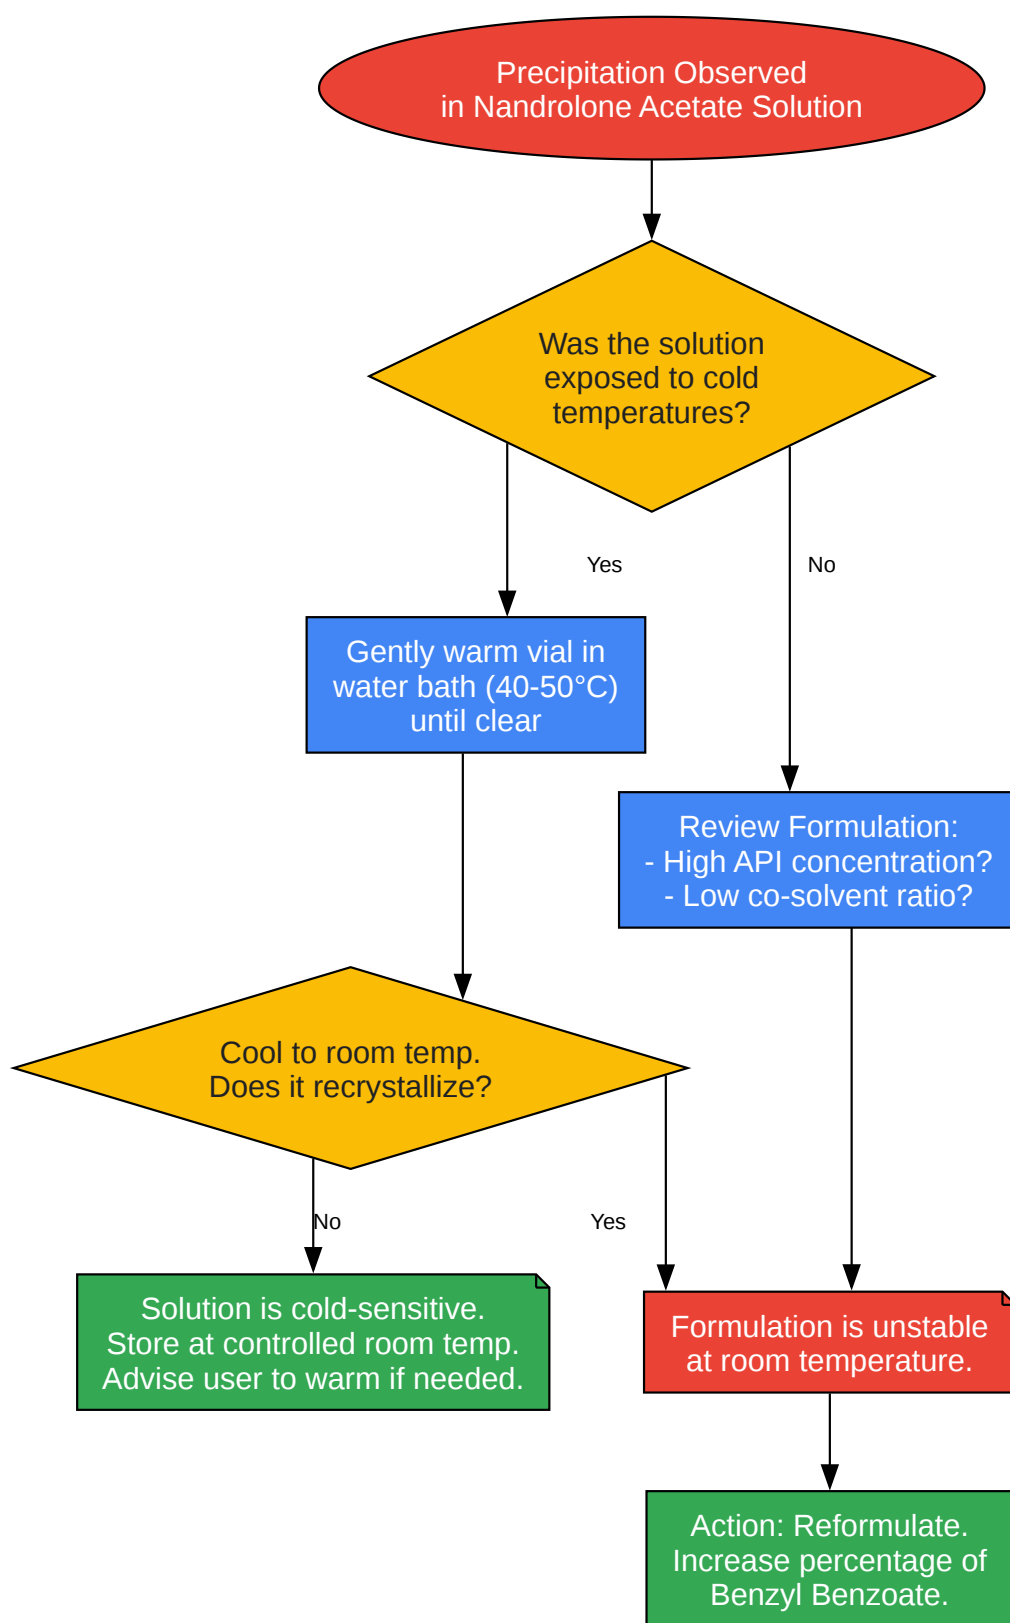 Precipitation Observed
in Nandrolone Acetate Solution
Was the solution
exposed to cold
temperatures?
Yes
No
Gently warm vial in
water bath (40-50°C)
until clear
Review Formulation:
- High API concentration?
- Low co-solvent ratio?
Cool to room temp.
Does it recrystallize?
No
Yes
Solution is cold-sensitive.
Store at controlled room temp.
Advise user to warm if needed.
Formulation is unstable
at room temperature.
Action: Reformulate.
Increase percentage of
Benzyl Benzoate.